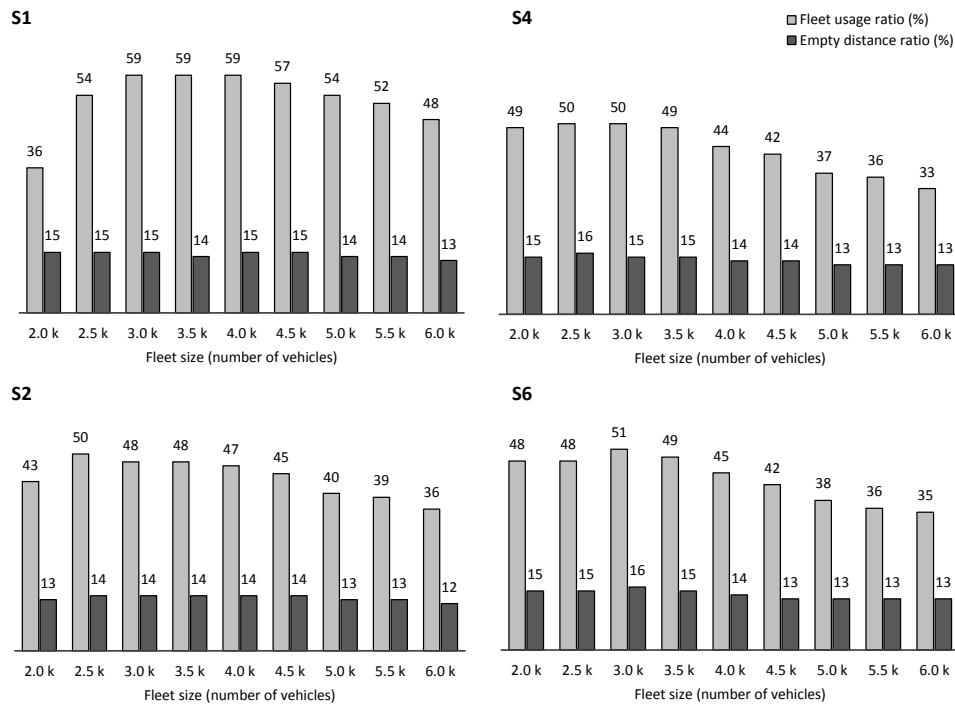 S1
59 59 59
57
54 54
52
48
36
15 15 15 14 15 15 14 14 13
2.0 k 2.5 k 3.0 k 3.5 k 4.0 k 4.5 k 5.0 k 5.5 k 6.0 k
Fleet size (number of vehicles)
S4
Fleet usage ratio (%)
Empty distance ratio (%)
49 50 50 49
44
42
37 36
33
15 16 15 15 14 14 13 13 13
2.0 k 2.5 k 3.0 k 3.5 k 4.0 k 4.5 k 5.0 k 5.5 k 6.0 k
Fleet size (number of vehicles)
S2
50
48 48 47
43 45
40 39
36
13 14 14 14 14 14 13 13 12
2.0 k 2.5 k 3.0 k 3.5 k 4.0 k 4.5 k 5.0 k 5.5 k 6.0 k
Fleet size (number of vehicles)
S6
48 48 51 49
45
42
38
36 35
15 15 16 15 14 13 13 13 13
2.0 k 2.5 k 3.0 k 3.5 k 4.0 k 4.5 k 5.0 k 5.5 k 6.0 k
Fleet size (number of vehicles)